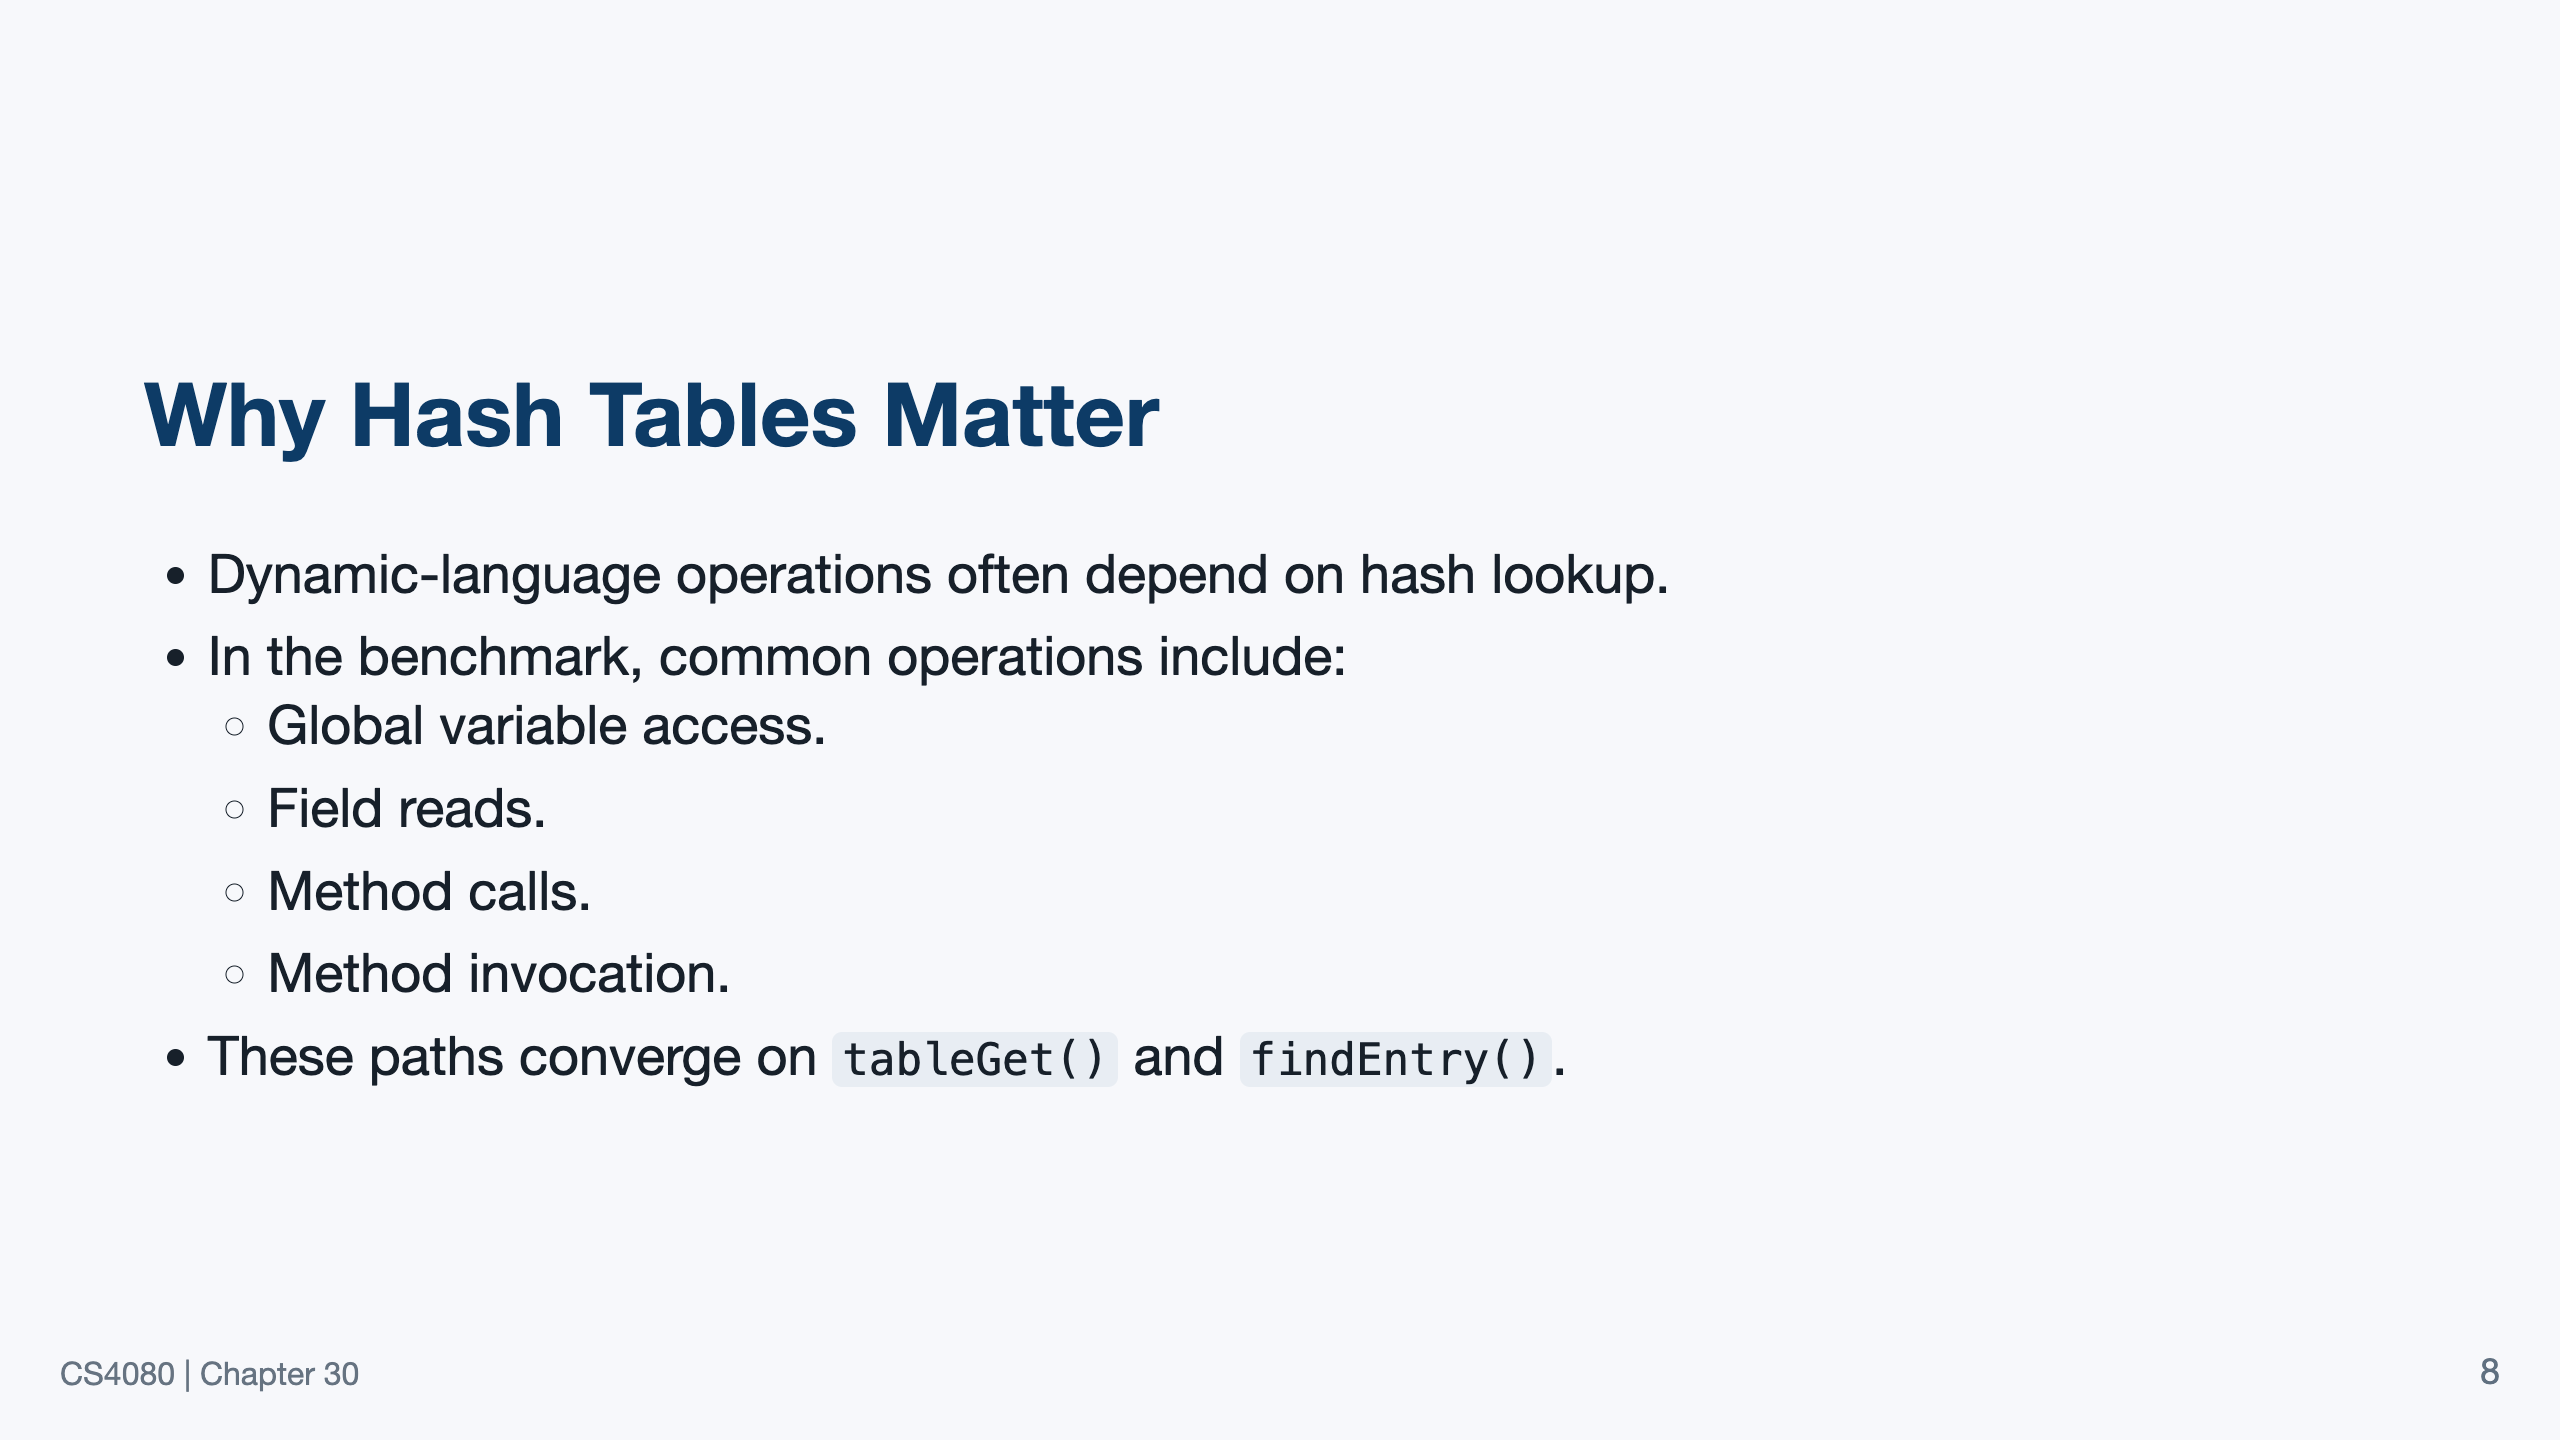 Why Hash Tables Matter
• Dynamic-language operations often depend on hash lookup.
• In the benchmark, common operations include:
○ Global variable access.
○ Field reads.
○ Method calls.
○ Method invocation.
• These paths converge on tableGet() and findEntry().
CS4080 | Chapter 30
8